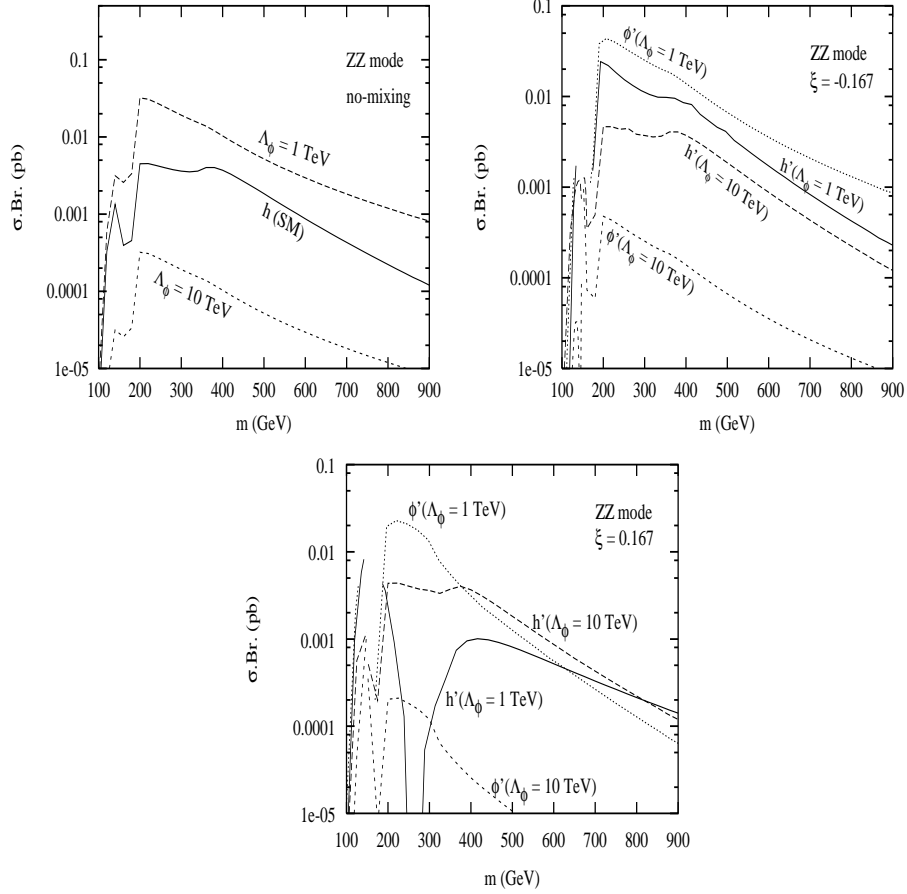 0.1
0.01
0.001
0.0001
1e-05
σ.Br. (pb)
ZZ mode
no-mixing
Λϕ = 1 TeV
h (SM)
Λϕ = 10 TeV
100 200 300 400 500 600 700 800 900
m (GeV)
0.1
0.01
0.001
0.0001
1e-05
σ.Br. (pb)
ϕ'(Λϕ = 1 TeV)
ZZ mode
ξ = -0.167
h'(Λϕ = 1 TeV)
h'(Λϕ = 10 TeV)
ϕ'(Λϕ = 10 TeV)
100 200 300 400 500 600 700 800 900
m (GeV)
0.1
0.01
0.001
0.0001
1e-05
σ.Br. (pb)
ϕ'(Λϕ = 1 TeV)
ZZ mode
ξ = 0.167
h'(Λϕ = 10 TeV)
h'(Λϕ = 1 TeV)
ϕ'(Λϕ = 10 TeV)
100 200 300 400 500 600 700 800 900
m (GeV)